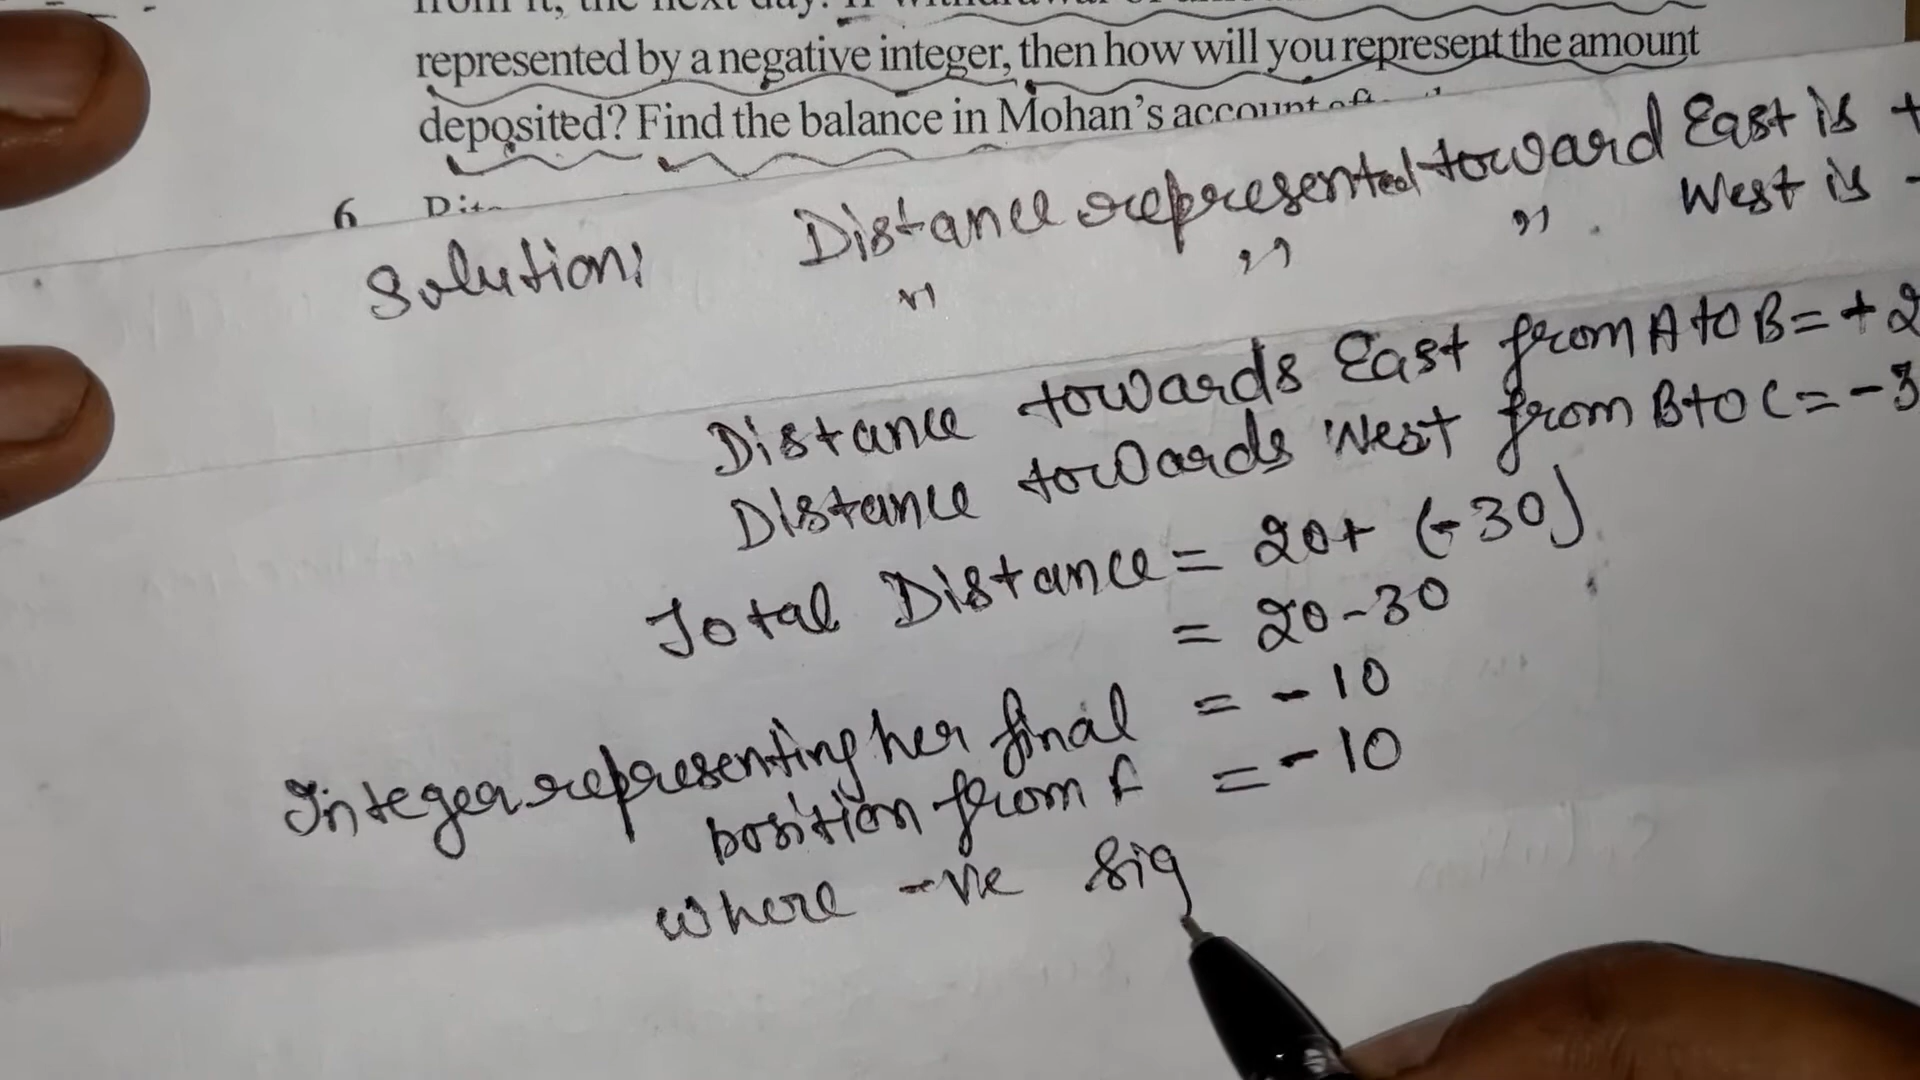 represented by a negative integer, then how will you represent the amount
deposited? Find the balance in Mohan's account
6
Solution: Distance represented toward East is +
" " " West is -
Distance towards East from A to B = + 2
Distance towards West from B to C = - 3
Total Distance = 20 + (-30)
= 20 - 30
= - 10
Integer representing her final
position from A = - 10
where -ve sig